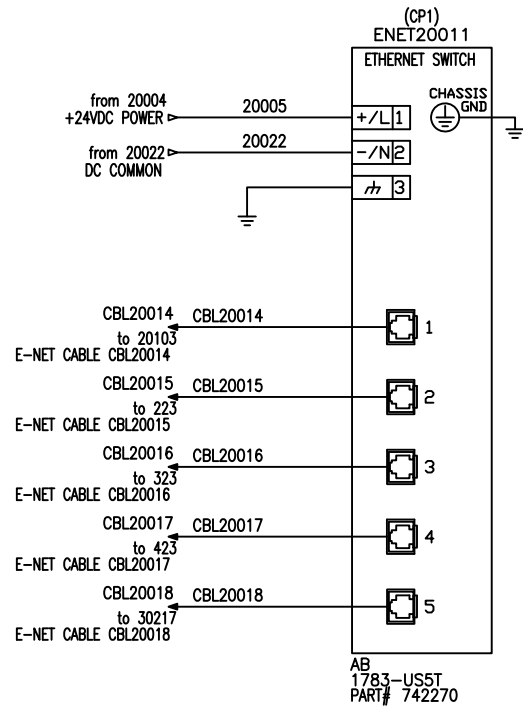 (CP1)
ENET20011
ETHERNET SWITCH
CHASSIS
GND
from 20004
+24VDC POWER
20005
+/L 1
from 20022
DC COMMON
20022
-/N 2
3
CBL20014
CBL20014
to 20103
E-NET CABLE CBL20014
1
CBL20015
CBL20015
to 223
E-NET CABLE CBL20015
2
CBL20016
CBL20016
to 323
E-NET CABLE CBL20016
3
CBL20017
CBL20017
to 423
E-NET CABLE CBL20017
4
CBL20018
CBL20018
to 30217
E-NET CABLE CBL20018
5
AB
1783-US5T
PART# 742270